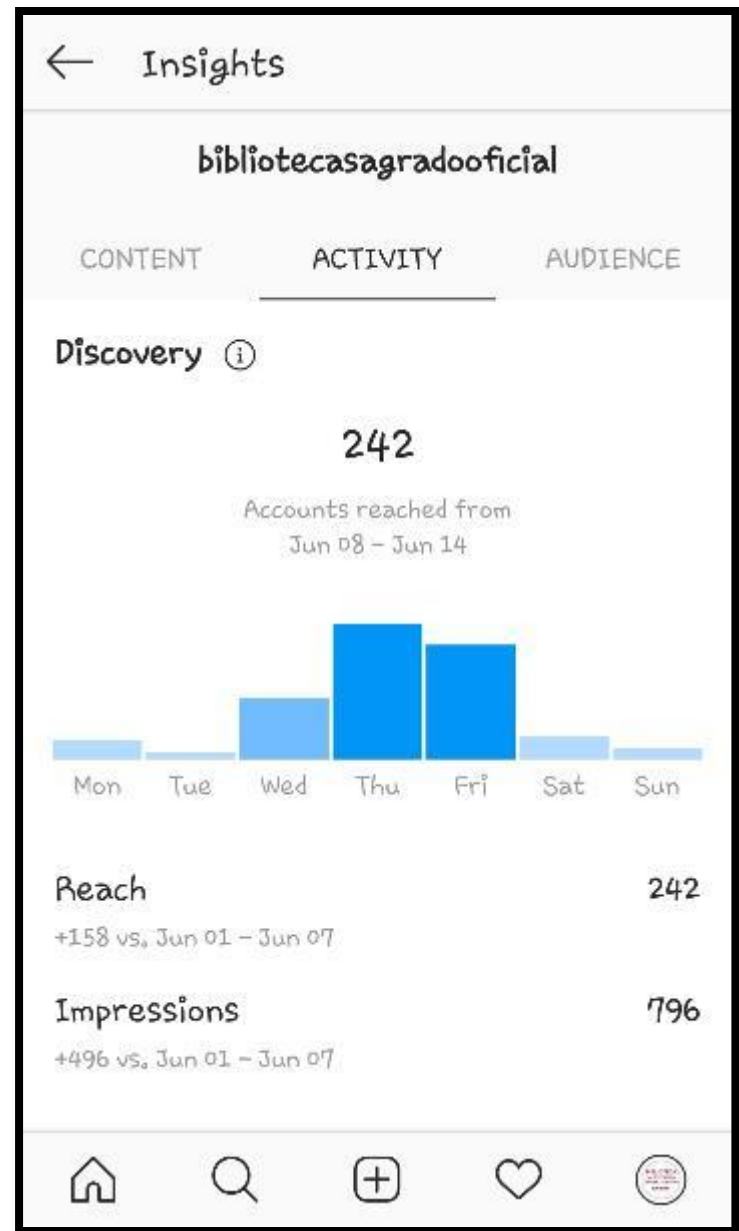 Insights
bibliotecasagradooficial
CONTENT ACTIVITY AUDIENCE
Discovery
242
Accounts reached from
Jun 08 – Jun 14
Mon Tue Wed Thu Fri Sat Sun
Reach 242
+158 vs. Jun 01 – Jun 07
Impressions 796
+496 vs. Jun 01 – Jun 07